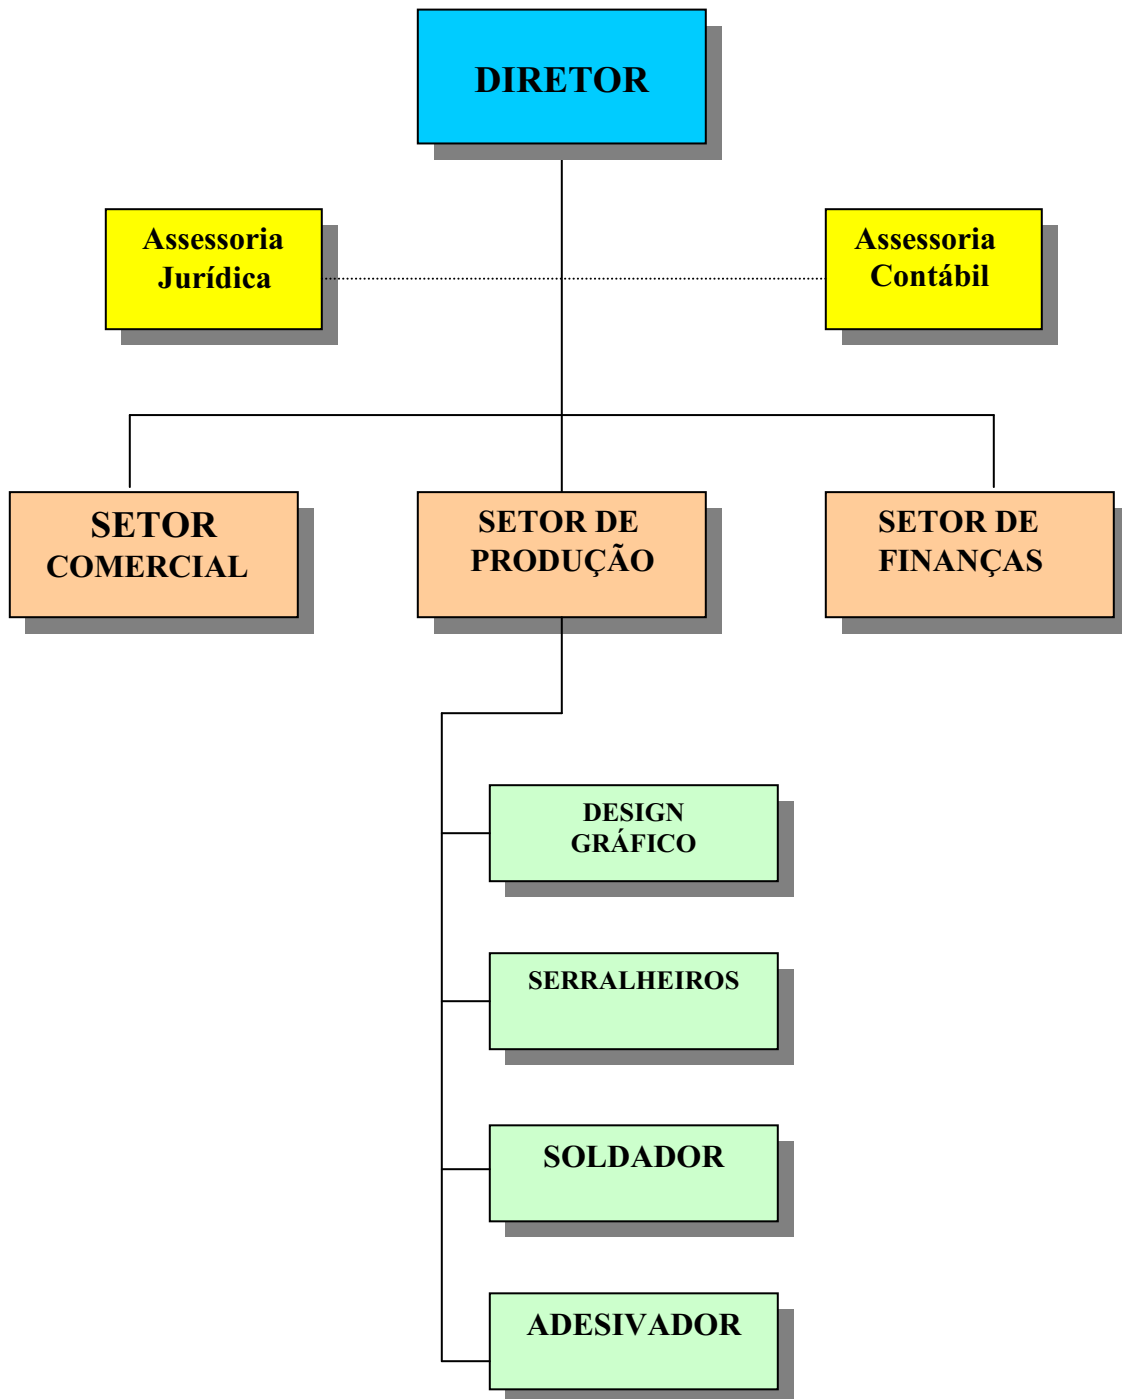 DIRETOR
Assessoria
Jurídica
Assessoria
Contábil
SETOR
COMERCIAL
SETOR DE
PRODUÇÃO
SETOR DE
FINANÇAS
DESIGN
GRÁFICO
SERRALHEIROS
SOLDADOR
ADESIVADOR